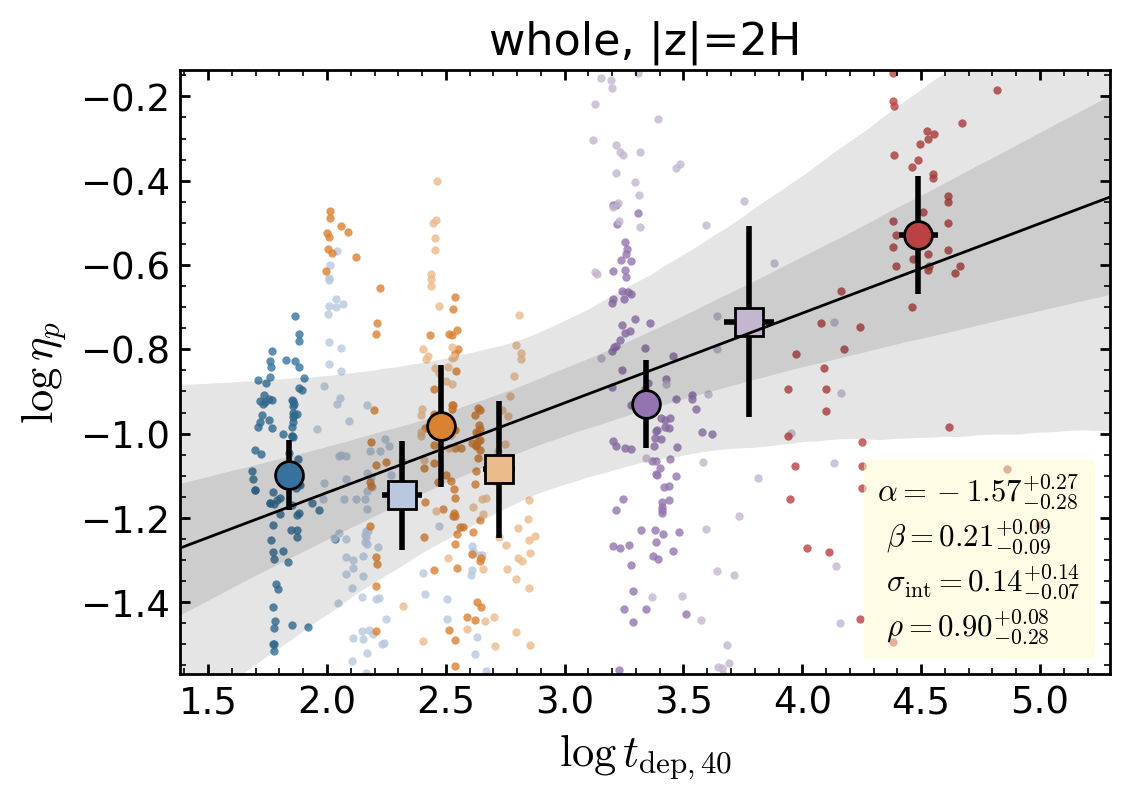 whole, |z|=2H
−0.2
−0.4
−0.6
−0.8
−1.0
−1.2
−1.4
log η_p
α = −1.57^{+0.27}_{−0.28}
β = 0.21^{+0.09}_{−0.09}
σ_int = 0.14^{+0.14}_{−0.07}
ρ = 0.90^{+0.08}_{−0.28}
1.5 2.0 2.5 3.0 3.5 4.0 4.5 5.0
log t_{dep, 40}